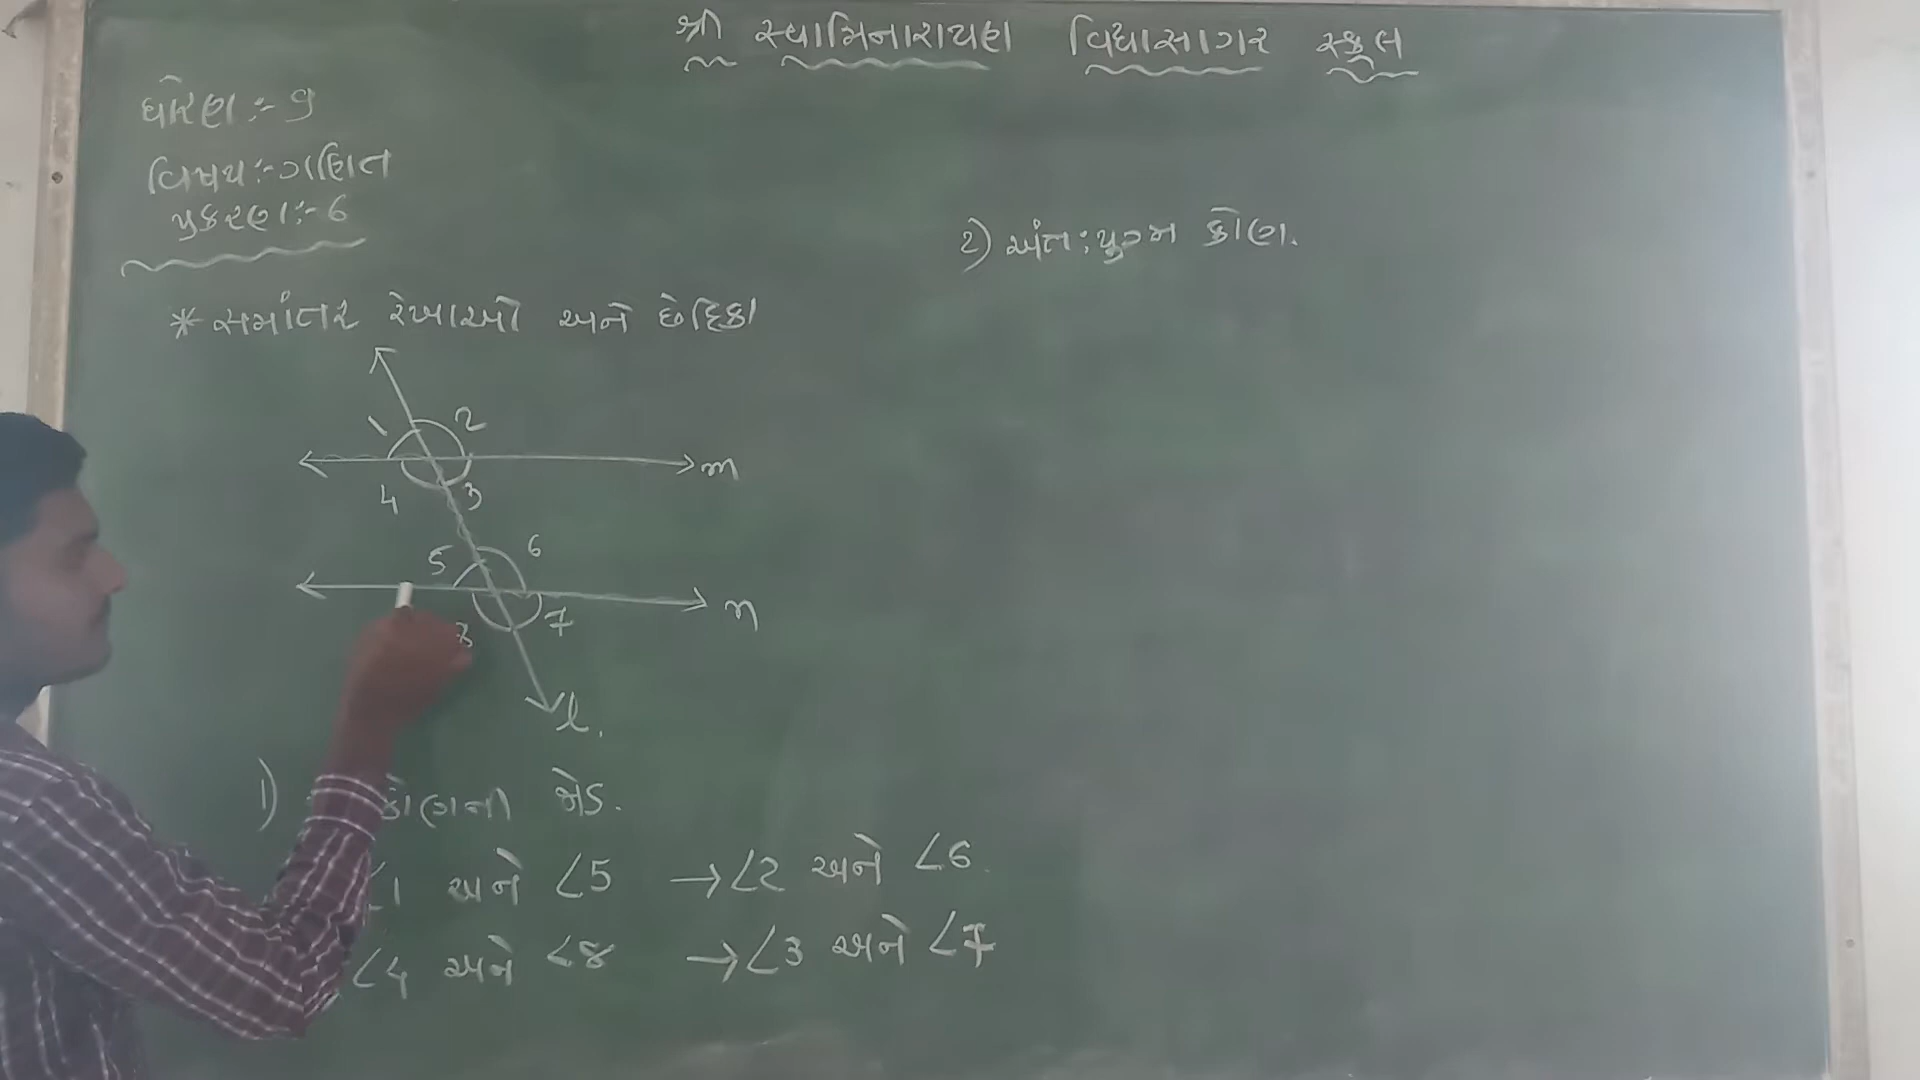 શ્રી સ્વામિનારાયણ વિદ્યાસાગર સ્કૂલ
ધોરણ :- 9
વિષય :- ગણિત
પ્રકરણ :- 6
* સમાંતર રેખાઓ અને છેદિકા
1 2
m
4 3
5 6
n
8 7
l.
1) કોણની જોડ.
∠1 અને ∠5 → ∠2 અને ∠6.
∠4 અને ∠8 → ∠3 અને ∠7
2) અંતઃયુગ્મ કોણ.